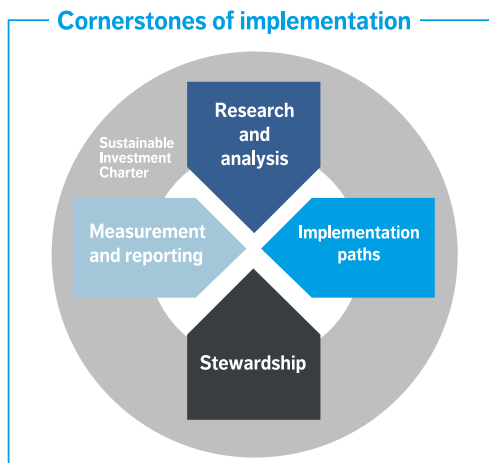 Cornerstones of implementation
Research
and
analysis
Sustainable
Investment
Charter
Measurement
and reporting
Implementation
paths
Stewardship